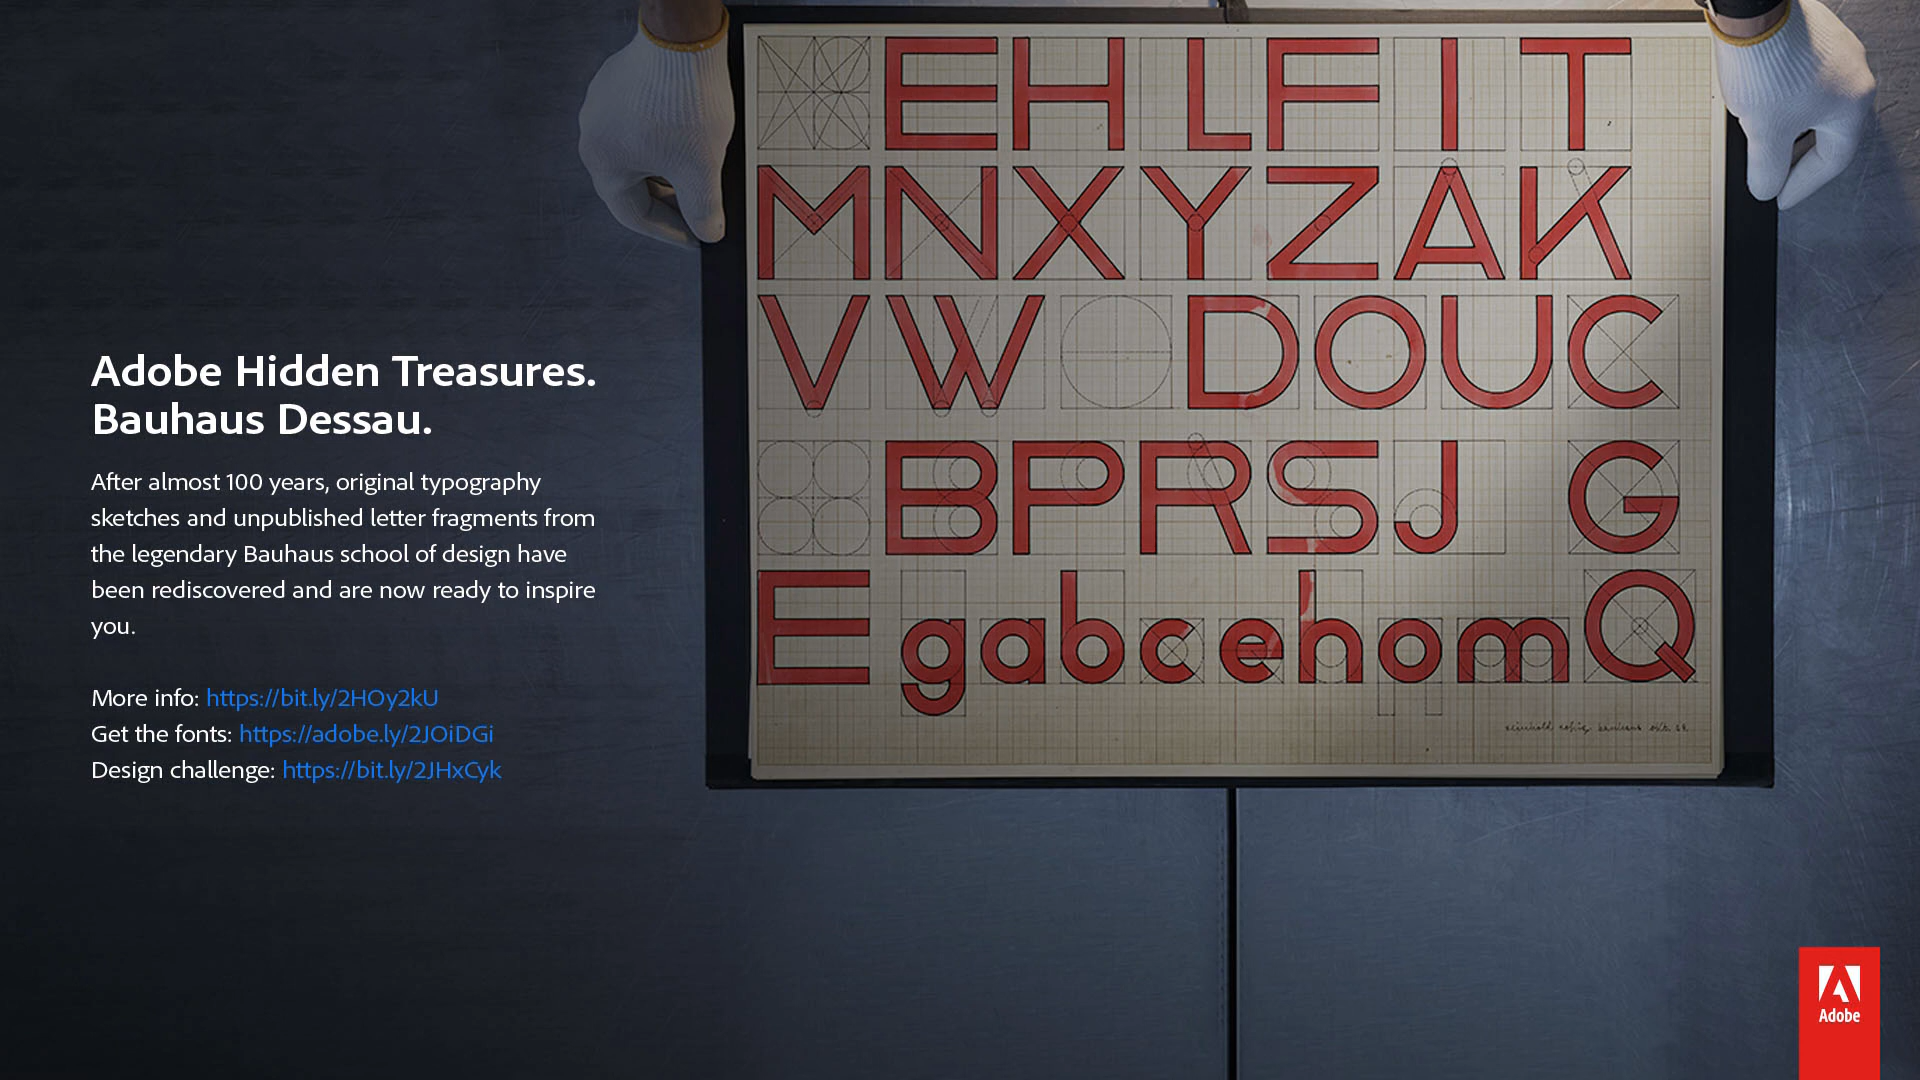 Adobe Hidden Treasures.
Bauhaus Dessau.
After almost 100 years, original typography
sketches and unpublished letter fragments from
the legendary Bauhaus school of design have
been rediscovered and are now ready to inspire
you.
More info: https://bit.ly/2HOy2kU
Get the fonts: https://adobe.ly/2JOiDGi
Design challenge: https://bit.ly/2JHxCyk
EHLFIT
MNXYZAK
VW DOUC
BPRSJ G
E gabcehom Q
reinhold bauhaus
Adobe